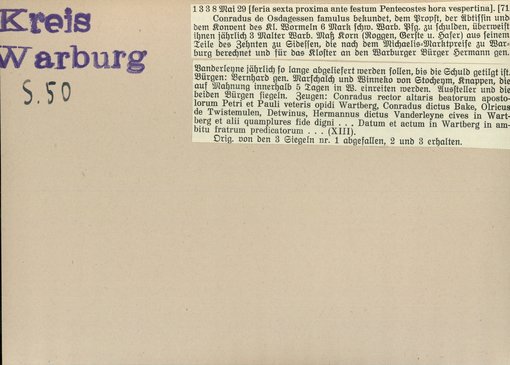 Kreis
Warburg
S. 50
1338 Mai 29 [feria sexta proxima ante festum Pentecostes hora vespertina]. [71
Conradus de Osdagessen famulus bekundet, dem Propst, der Äbtissin und
dem Konvent des Kl. Wormeln 6 Mark schw. Warb. Pfg. zu schulden, überweist
ihnen jährlich 3 Malter Warb. Maß Korn (Roggen, Gerste u. Hafer) aus seinem
Teile des Zehnten zu Sidessen, die nach dem Michaelis-Marktpreise zu War-
burg berechnet und für das Kloster an den Warburger Bürger Hermann gen.
Vanderleyne jährlich so lange abgeliefert werden sollen, bis die Schuld getilgt ist.
Bürgen: Bernhard gen. Marschalch und Winneko von Stocheym, Knappen, die
auf Mahnung innerhalb 5 Tagen in W. einreiten werden. Aussteller und die
beiden Bürgen siegeln. Zeugen: Conradus rector altaris beatorum aposto-
lorum Petri et Pauli veteris opidi Wartberg, Conradus dictus Bake, Olricus
de Twistemulen, Detwinus, Hermannus dictus Vanderleyne cives in Wart-
berg et alii quamplures fide digni . . . Datum et actum in Wartberg in am-
bitu fratrum predicatorum . . . (XIII).
Orig. von den 3 Siegeln nr. 1 abgefallen, 2 und 3 erhalten.